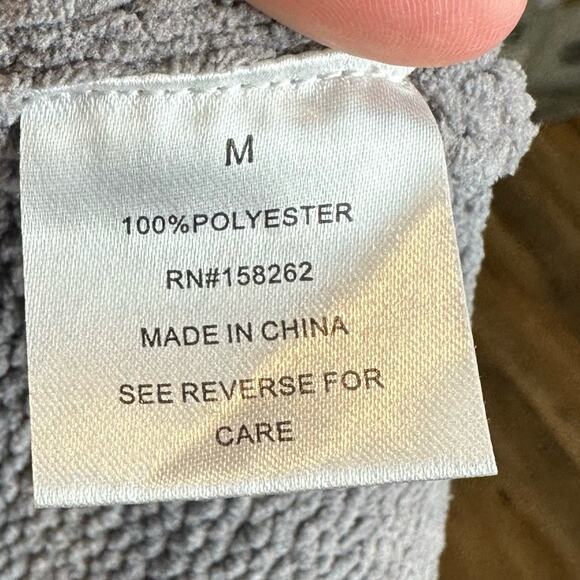 M
100%POLYESTER
RN#158262
MADE IN CHINA
SEE REVERSE FOR
CARE